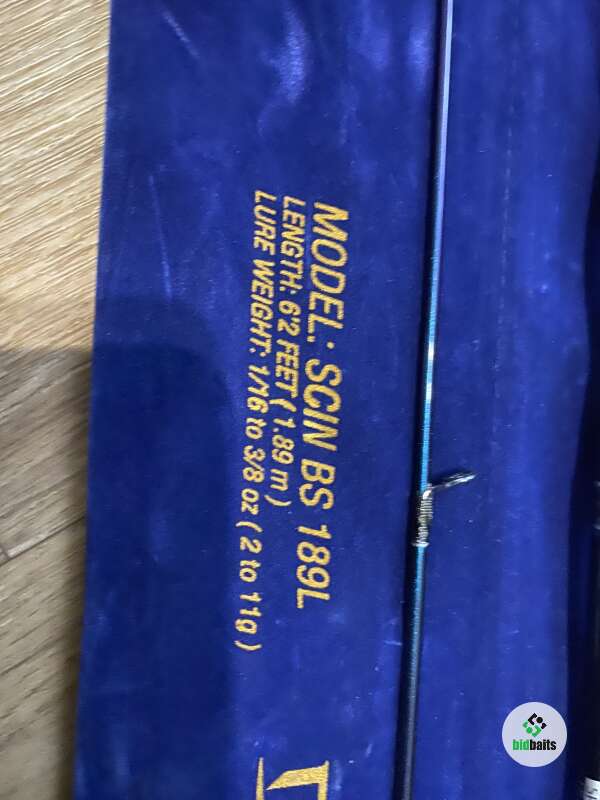 MODEL: SCIN BS 189L
LENGTH: 6'2 FEET ( 1.89 m )
LURE WEIGHT: 1/16 to 3/8 oz ( 2 to 11g )
bidbaits